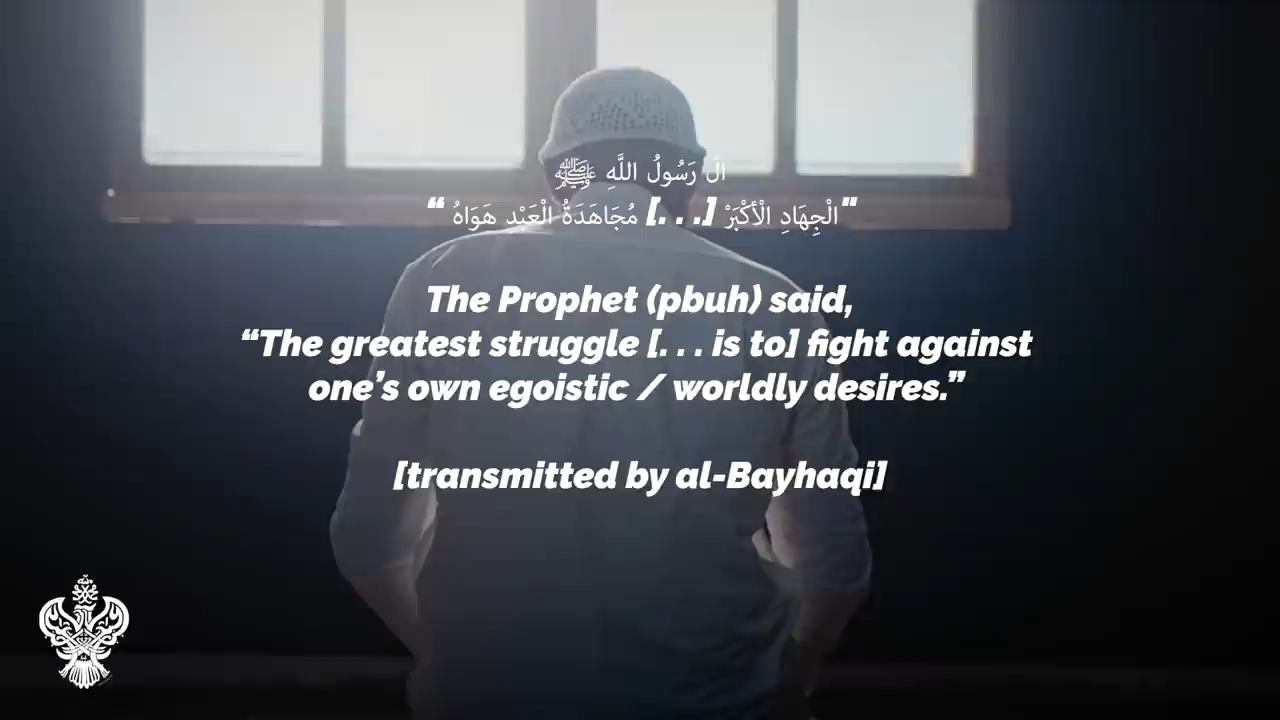 الَ رَسُولُ اللَّهِ ﷺ
"الْجِهَادِ الْأَكْبَرْ [. . .] مُجَاهَدَةُ الْعَبْدِ هَوَاهُ“
The Prophet (pbuh) said,
“The greatest struggle [. . . is to] fight against
one’s own egoistic / worldly desires.”
[transmitted by al-Bayhaqi]